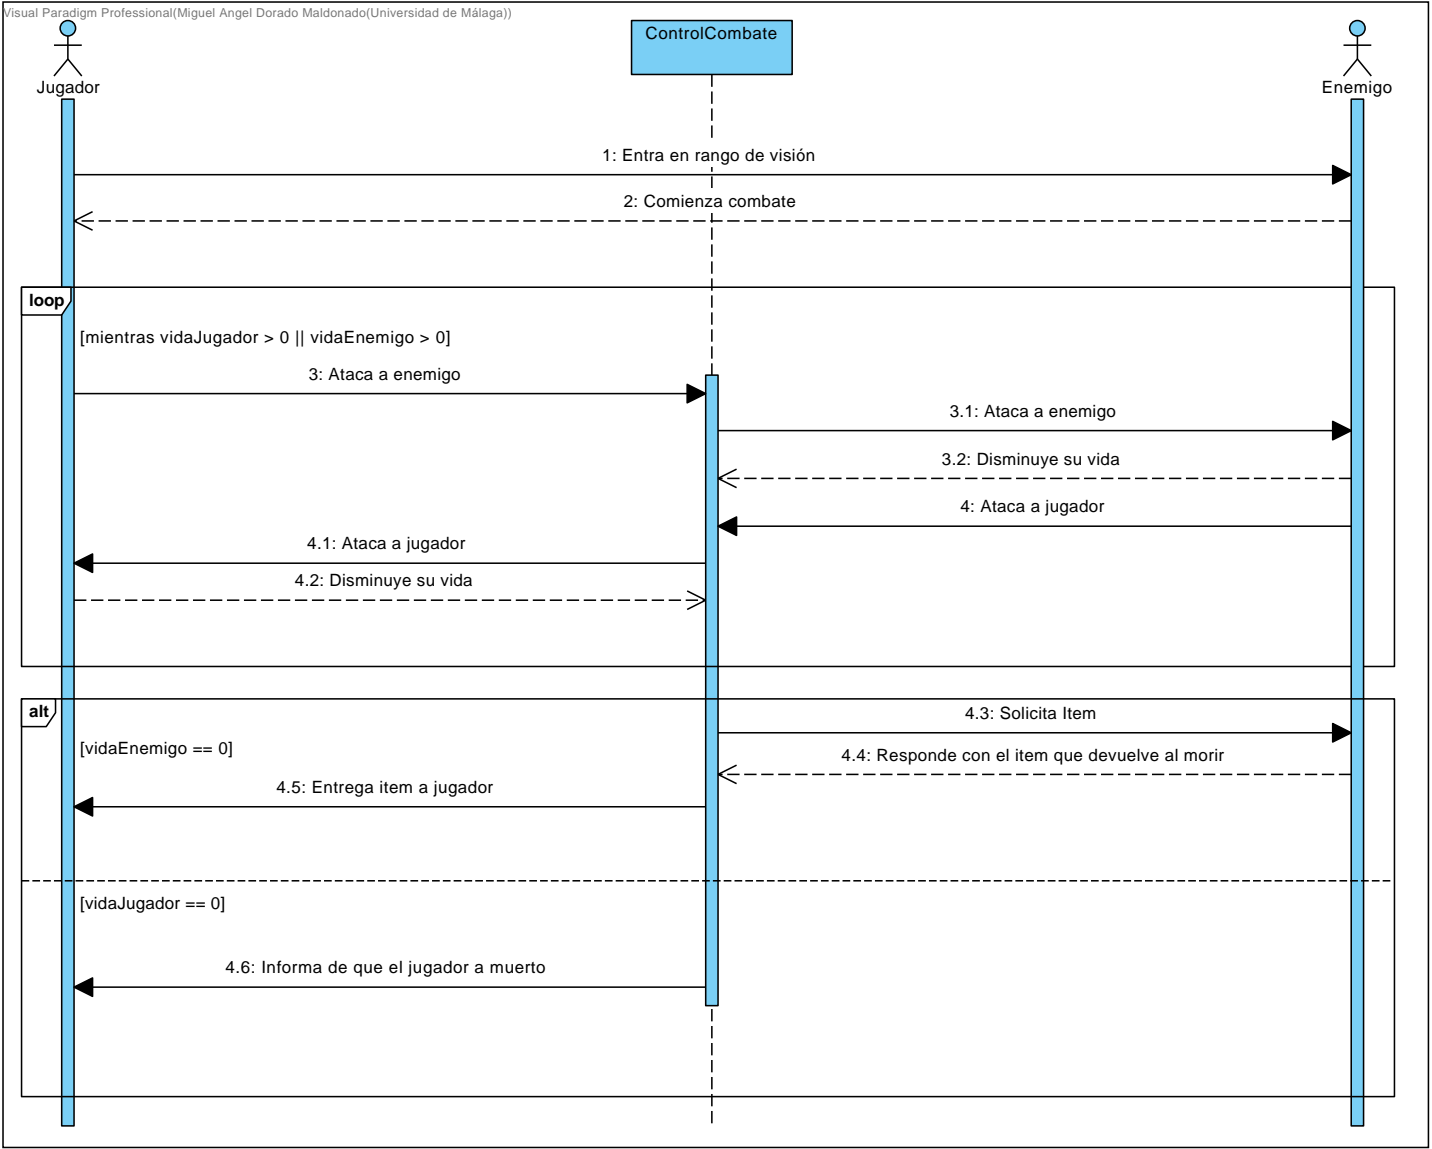 Visual Paradigm Professional(Miguel Angel Dorado Maldonado(Universidad de Málaga))
ControlCombate
Jugador
Enemigo
1: Entra en rango de visión
2: Comienza combate
loop
[mientras vidaJugador > 0 || vidaEnemigo > 0]
3: Ataca a enemigo
3.1: Ataca a enemigo
3.2: Disminuye su vida
4: Ataca a jugador
4.1: Ataca a jugador
4.2: Disminuye su vida
alt
4.3: Solicita Item
[vidaEnemigo == 0]
4.4: Responde con el item que devuelve al morir
4.5: Entrega item a jugador
[vidaJugador == 0]
4.6: Informa de que el jugador a muerto